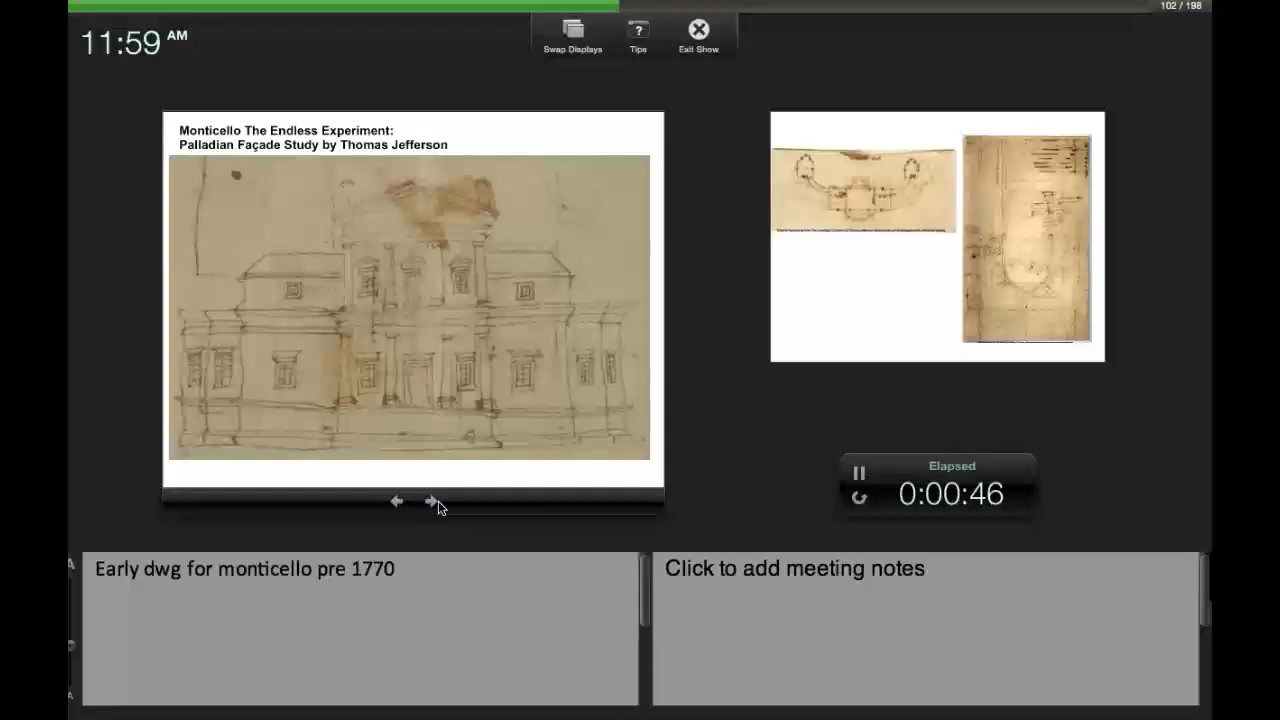 102 / 198
11:59 AM
Swap Displays
Tips
Exit Show
Monticello The Endless Experiment:
Palladian Façade Study by Thomas Jefferson
Elapsed
0:00:46
Early dwg for monticello pre 1770
Click to add meeting notes
A
A